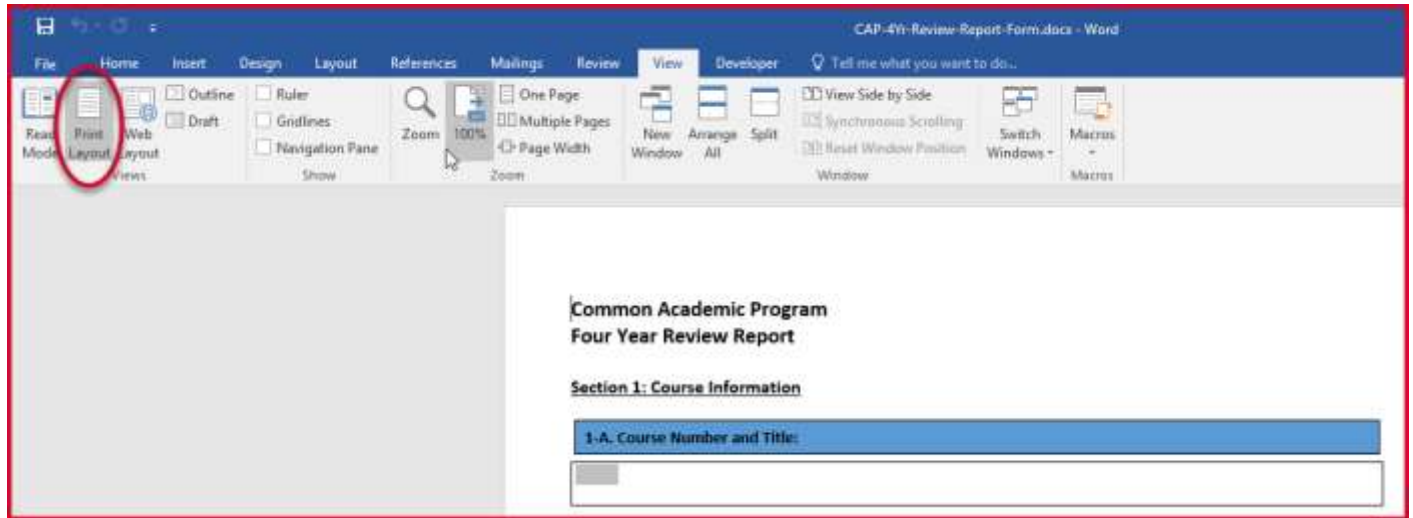 CAP-4Yr-Review-Report-Form.docx - Word
File Home Insert Design Layout References Mailings Review View Developer Tell me what you want to do...
Read Mode
Print Layout
Web Layout
Outline
Draft
Views
Ruler
Gridlines
Navigation Pane
Show
Zoom
100%
One Page
Multiple Pages
Page Width
Zoom
New Window
Arrange All
Split
View Side by Side
Synchronous Scrolling
Reset Window Position
Window
Switch Windows
Macros
Macros
Common Academic Program
Four Year Review Report
Section 1: Course Information
1-A. Course Number and Title: